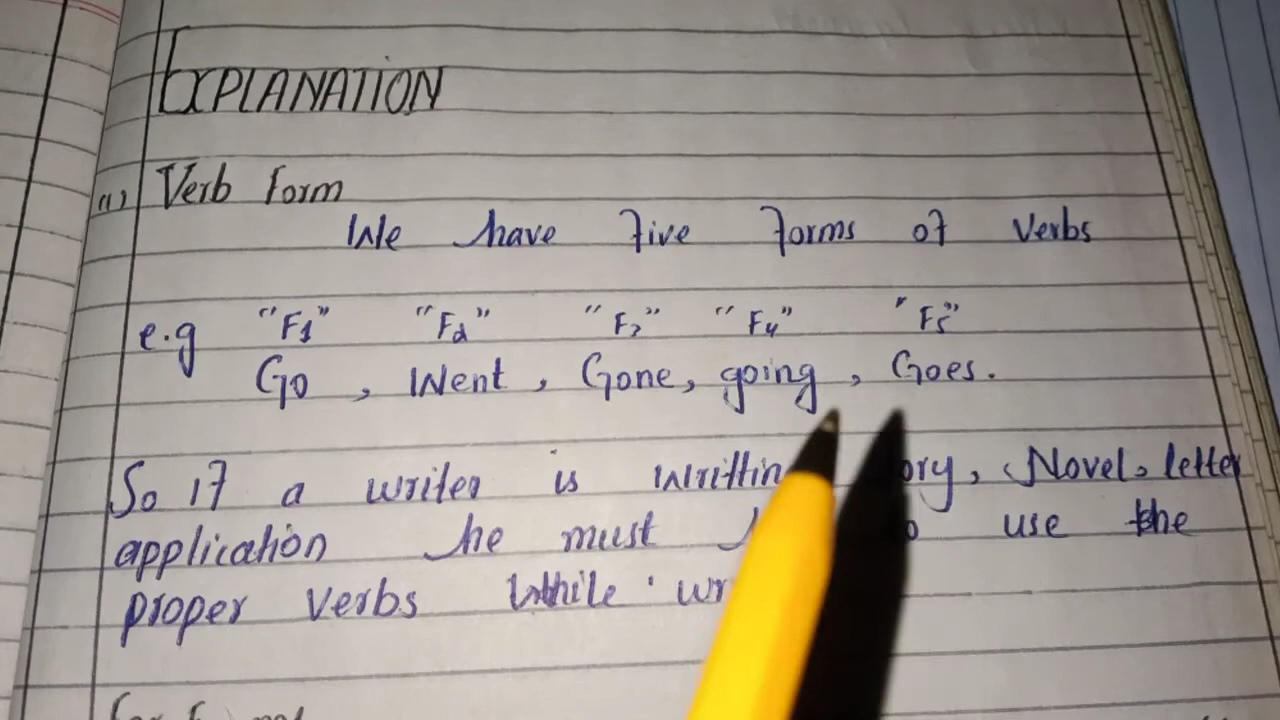 EXPLANATION
(1) Verb form
We have five forms of Verbs
"F1" "F2" "F3" "F4" "F5"
e.g Go, Went, Gone, going, Goes.
So if a writer is writtin ory, Novel, letter
application he must use the
proper verbs while wr